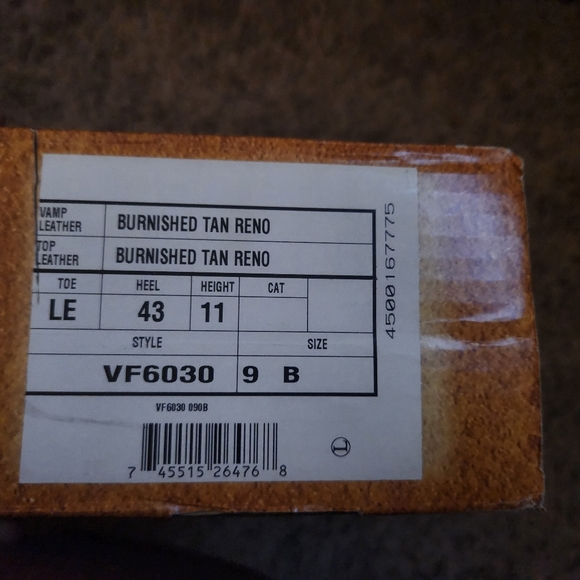 VAMP
LEATHER
BURNISHED TAN RENO
TOP
LEATHER
BURNISHED TAN RENO
TOE HEEL HEIGHT CAT
LE 43 11
STYLE SIZE
VF6030 9 B
VF6030 090B
7 45515 26476 8
4500167775